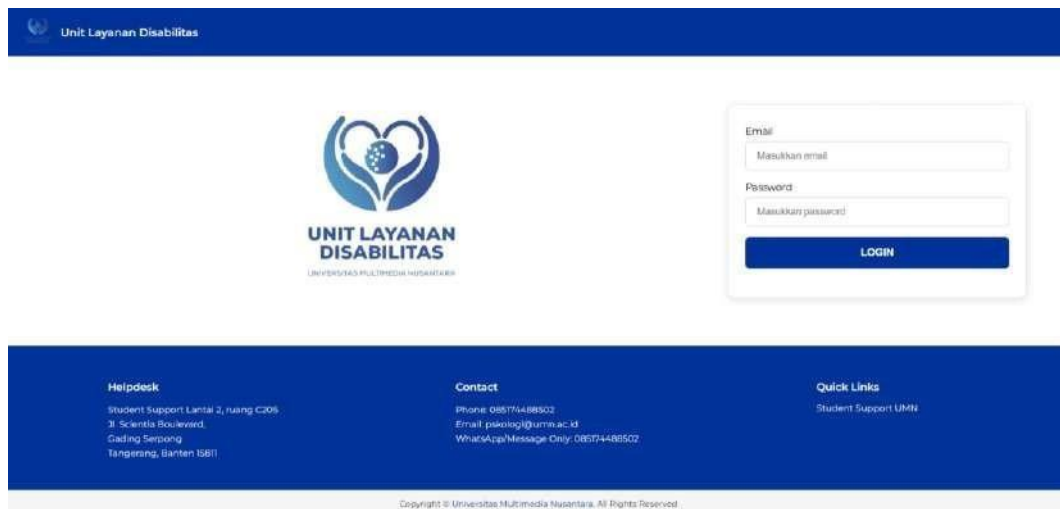 Unit Layanan Disabilitas
UNIT LAYANAN
DISABILITAS
UNIVERSITAS MULTIMEDIA NUSANTARA
Email
Masukkan email
Password
Masukkan password
LOGIN
Helpdesk
Student Support Lantai 2, ruang C205
Jl. Scientia Boulevard,
Gading Serpong
Tangerang, Banten 15811
Contact
Phone: 085174488502
Email: pskologi@umn.ac.id
WhatsApp/Message Only: 085174488502
Quick Links
Student Support UMN
Copyright © Universitas Multimedia Nusantara. All Rights Reserved